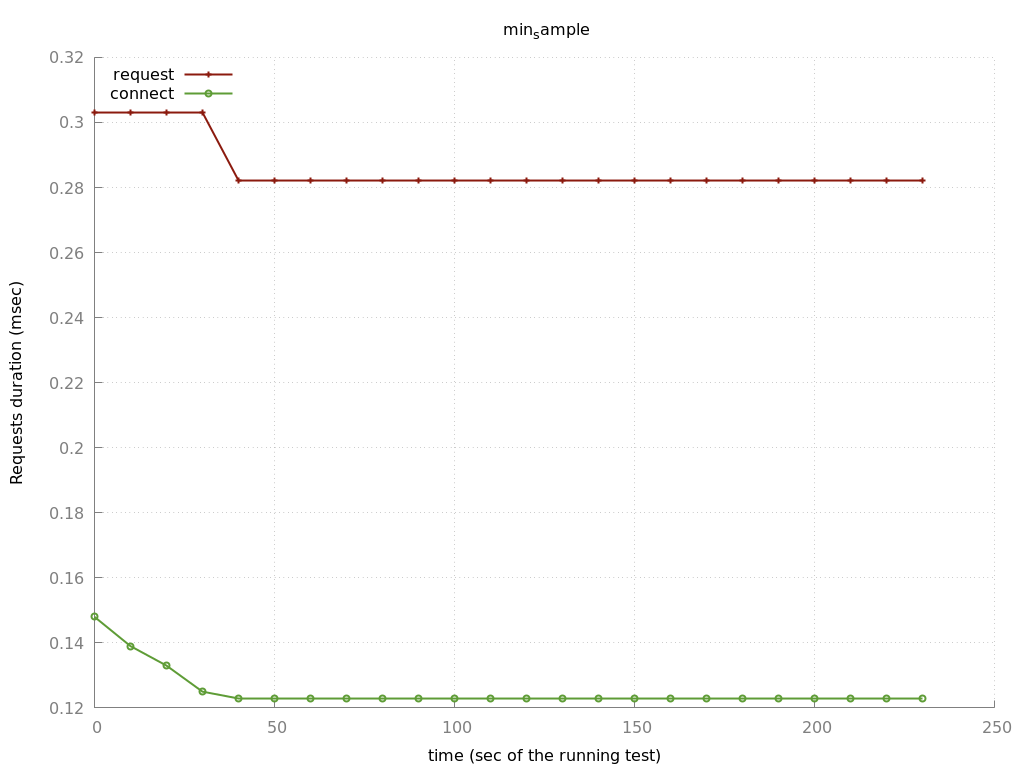 min_sample
0.32
request
connect
0.3
0.28
0.26
0.24
0.22
0.2
0.18
0.16
0.14
0.12
Requests duration (msec)
0 50 100 150 200 250
time (sec of the running test)